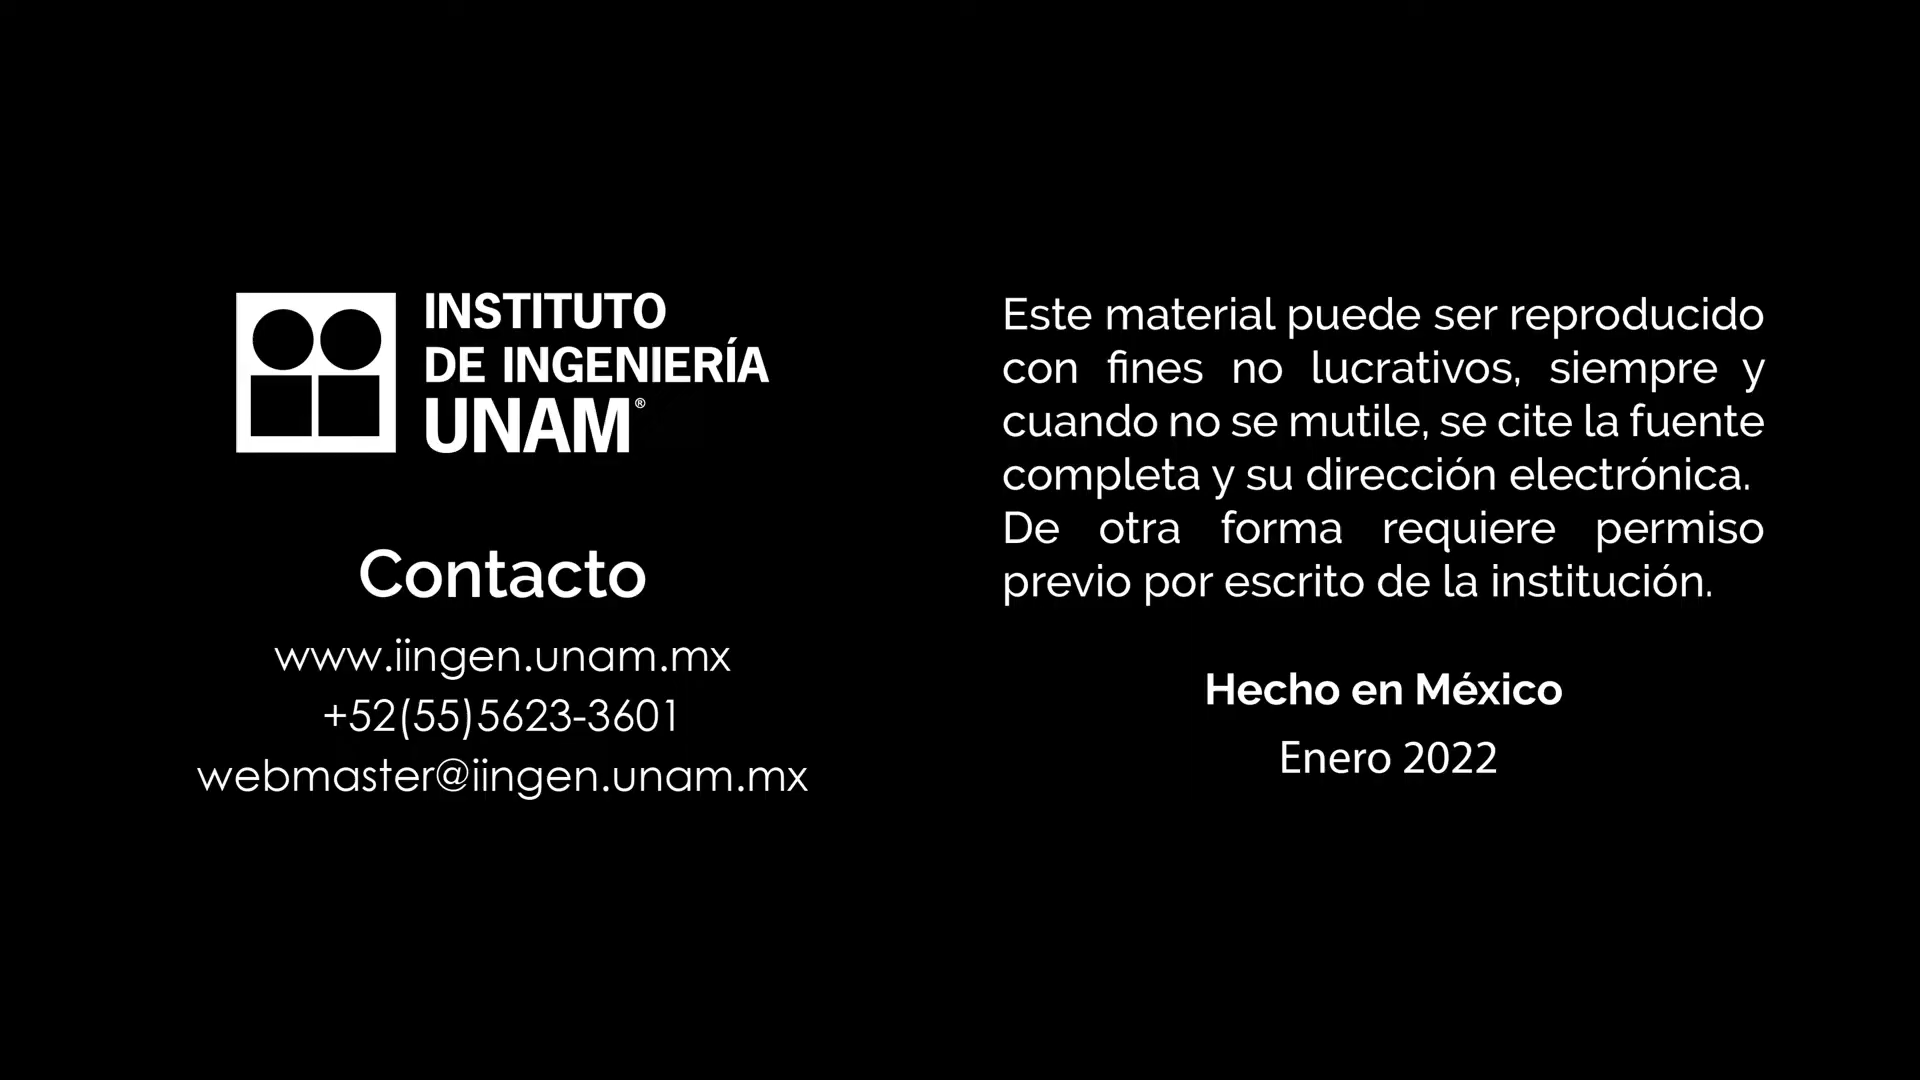 INSTITUTO
DE INGENIERÍA
UNAM®
Contacto
www.iingen.unam.mx
+52(55)5623-3601
webmaster@iingen.unam.mx
Este material puede ser reproducido
con fines no lucrativos, siempre y
cuando no se mutile, se cite la fuente
completa y su dirección electrónica.
De otra forma requiere permiso
previo por escrito de la institución.
Hecho en México
Enero 2022